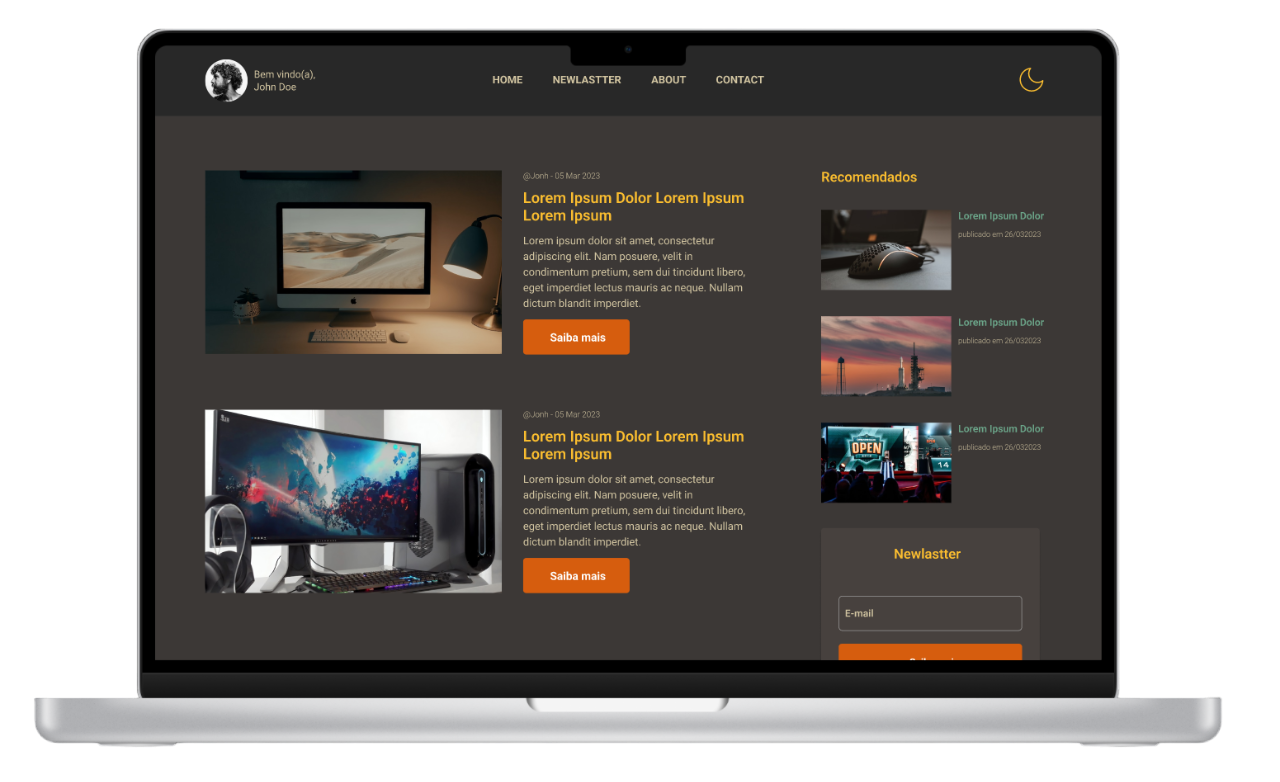 Bem vindo(a),
John Doe
HOME NEWLASTTER ABOUT CONTACT
@Jonh - 05 Mar 2023
Lorem Ipsum Dolor Lorem Ipsum
Lorem Ipsum
Lorem ipsum dolor sit amet, consectetur
adipiscing elit. Nam posuere, velit in
condimentum pretium, sem dui tincidunt libero,
eget imperdiet lectus mauris ac neque. Nullam
dictum blandit imperdiet.
Saiba mais
@Jonh - 05 Mar 2023
Lorem Ipsum Dolor Lorem Ipsum
Lorem Ipsum
Lorem ipsum dolor sit amet, consectetur
adipiscing elit. Nam posuere, velit in
condimentum pretium, sem dui tincidunt libero,
eget imperdiet lectus mauris ac neque. Nullam
dictum blandit imperdiet.
Saiba mais
Recomendados
Lorem Ipsum Dolor
publicado em 26/032023
Lorem Ipsum Dolor
publicado em 26/032023
OPEN
14
Lorem Ipsum Dolor
publicado em 26/032023
Newlastter
E-mail